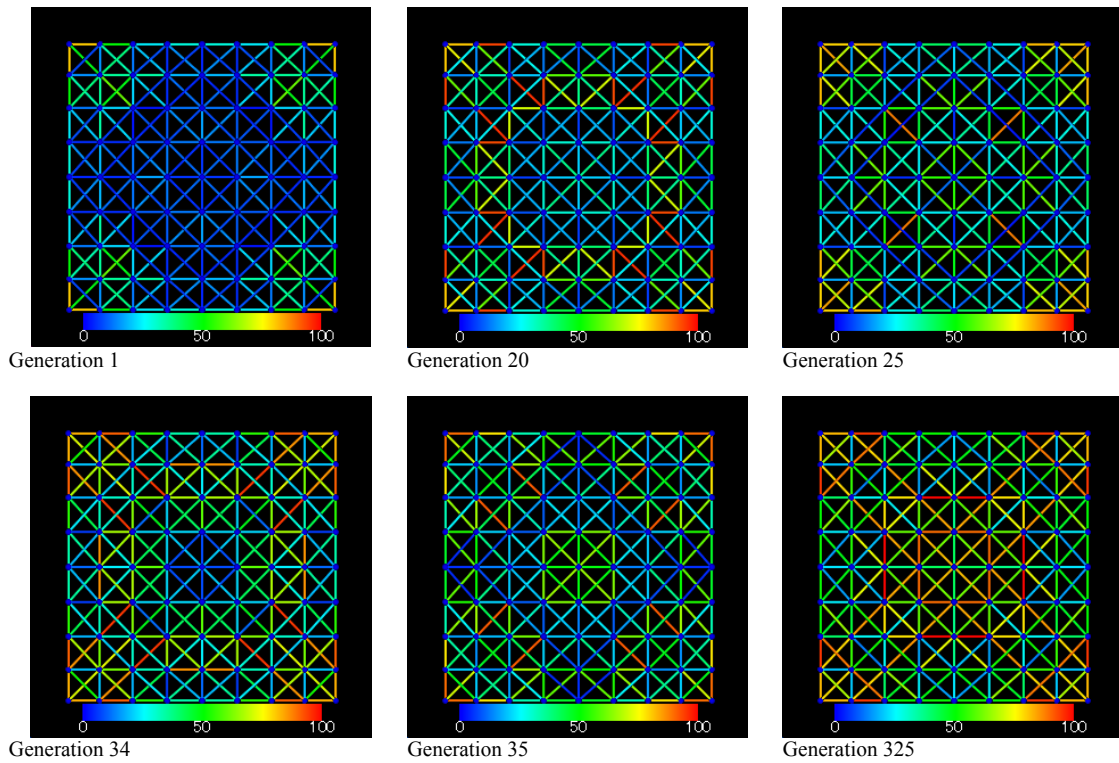 0 50 100
0 50 100
0 50 100
Generation 1
Generation 20
Generation 25
0 50 100
0 50 100
0 50 100
Generation 34
Generation 35
Generation 325